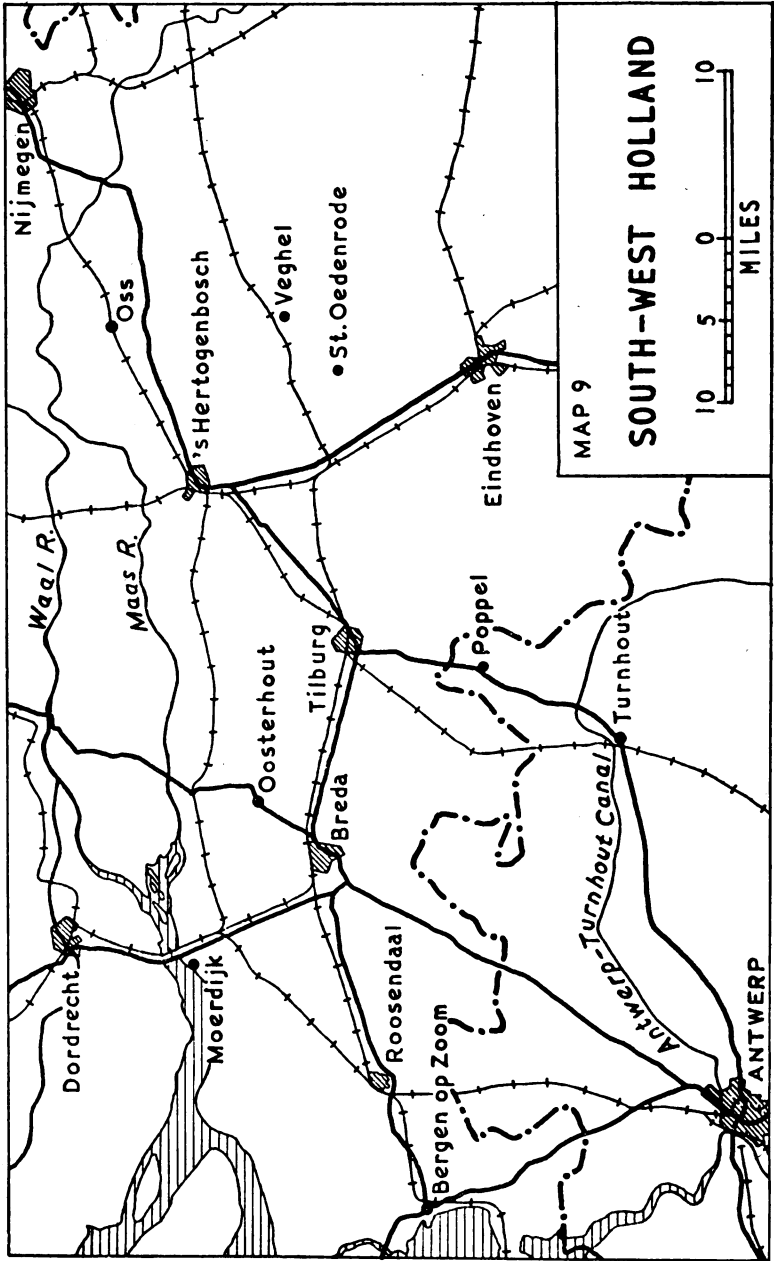 Nijmegen
Oss
's Hertogenbosch
Veghel
St. Oedenrode
Waal R.
Maas R.
Eindhoven
Oosterhout
Tilburg
Poppel
Breda
Turnhout
Antwerp-Turnhout Canal
Dordrecht
Moerdijk
Roosendaal
Bergen op Zoom
ANTWERP
MAP 9
SOUTH-WEST HOLLAND
10 5 0 10
MILES